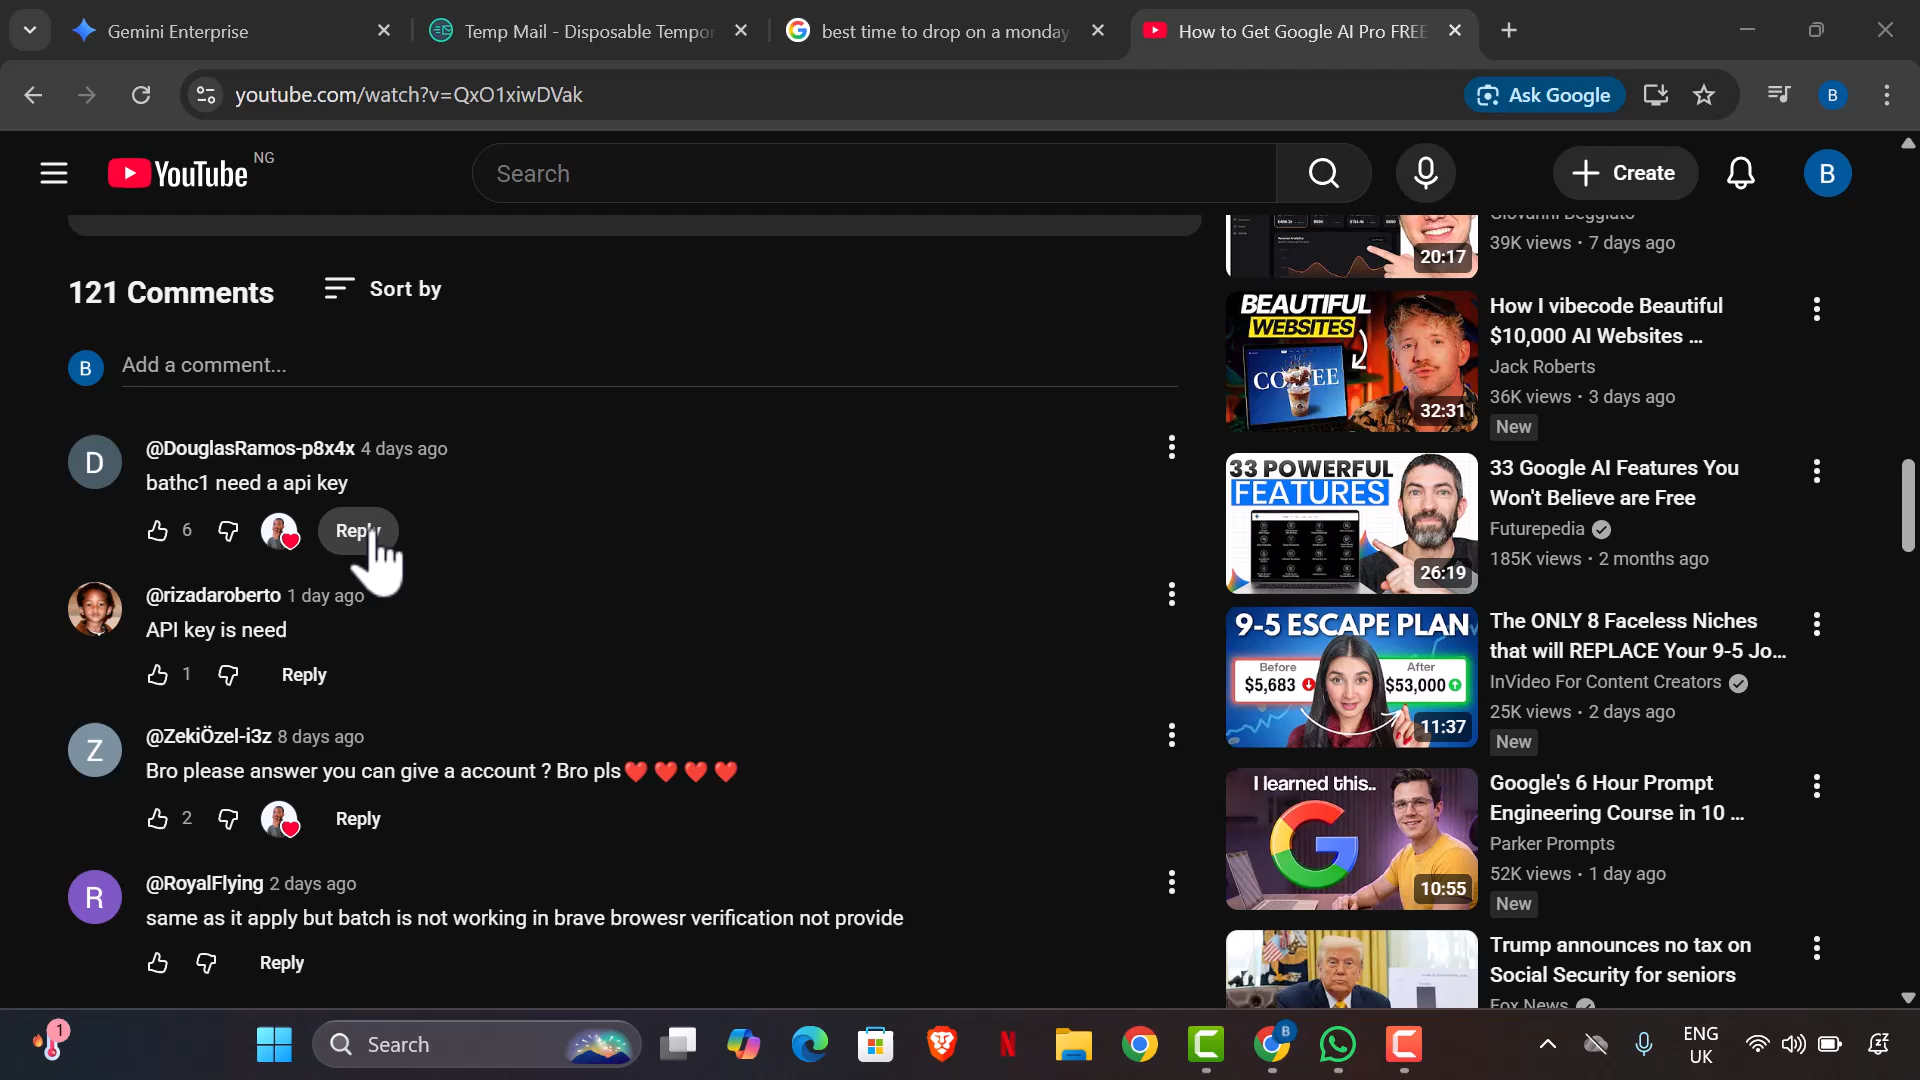 Gemini Enterprise
Temp Mail - Disposable Tempor
best time to drop on a monday
How to Get Google AI Pro FREE
youtube.com/watch?v=QxO1xiwDVak
Ask Google
B
YouTube NG
Search
Create
B
121 Comments
Sort by
B
Add a comment...
D
@DouglasRamos-p8x4x 4 days ago
bathc1 need a api key
6
Reply
@rizadaroberto 1 day ago
API key is need
1
Reply
Z
@ZekiÖzel-i3z 8 days ago
Bro please answer you can give a account ? Bro pls❤️❤️❤️❤️
2
Reply
R
@RoyalFlying 2 days ago
same as it apply but batch is not working in brave browesr verification not provide
Reply
20:17
39K views • 7 days ago
BEAUTIFUL
WEBSITES
COFFEE
32:31
How I vibecode Beautiful
$10,000 AI Websites ...
Jack Roberts
36K views • 3 days ago
New
33 POWERFUL
FEATURES
26:19
33 Google AI Features You
Won't Believe are Free
Futurepedia
185K views • 2 months ago
9-5 ESCAPE PLAN
Before
$5,683
After
$53,000
11:37
The ONLY 8 Faceless Niches
that will REPLACE Your 9-5 Jo...
InVideo For Content Creators
25K views • 2 days ago
New
I learned this..
10:55
Google's 6 Hour Prompt
Engineering Course in 10 ...
Parker Prompts
52K views • 1 day ago
New
Trump announces no tax on
Social Security for seniors
Fox News
1
Search
B
ENG
UK